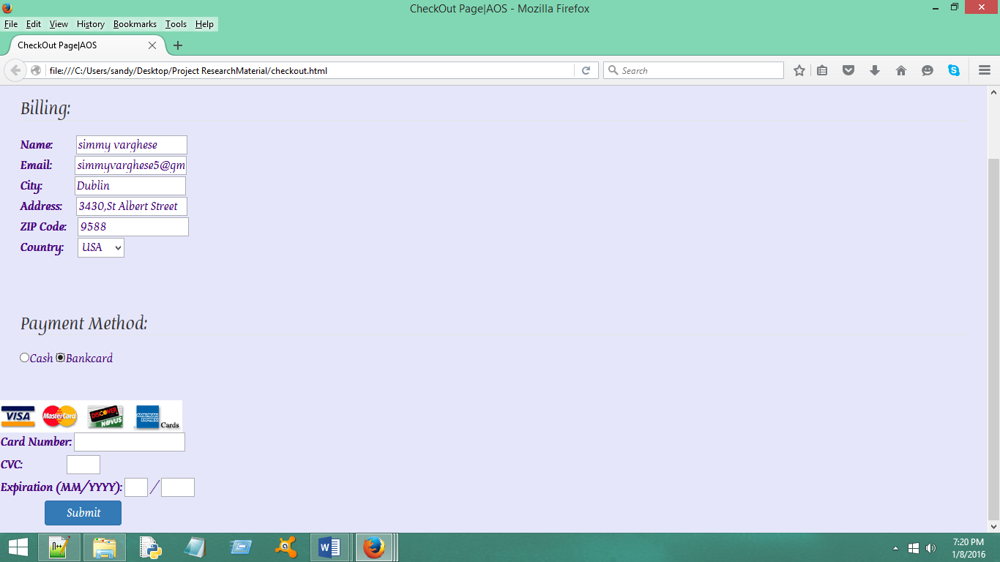 CheckOut Page|AOS - Mozilla Firefox
File Edit View History Bookmarks Tools Help
CheckOut Page|AOS
file:///C:/Users/sandy/Desktop/Project ResearchMaterial/checkout.html
Search
Billing:
Name: simmy varghese
Email: simmyvarghese5@gm
City: Dublin
Address: 3430,St Albert Street
ZIP Code: 9588
Country: USA
Payment Method:
Cash Bankcard
VISA MasterCard DISCOVER NOVUS AMERICAN EXPRESS Cards
Card Number:
CVC:
Expiration (MM/YYYY): /
Submit
7:20 PM
1/8/2016